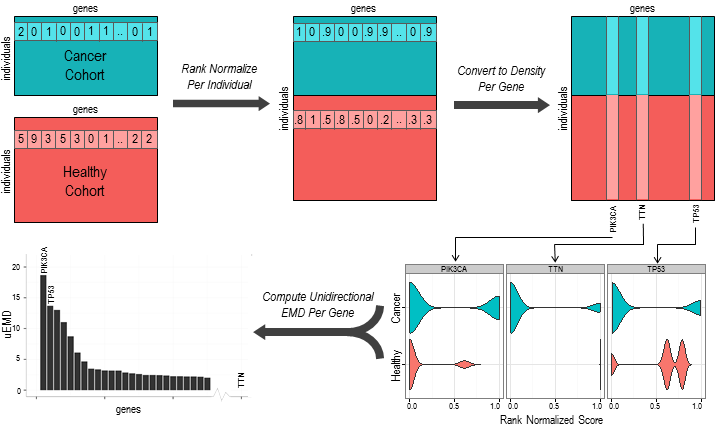 genes
individuals
2 0 1 0 0 1 1 .. 0 1
Cancer
Cohort
genes
individuals
5 9 3 5 3 0 1 .. 2 2
Healthy
Cohort
Rank Normalize
Per Individual
genes
individuals
1 0 .9 0 0 .9 .9 .. 0 .9
.8 1 .5 .8 .5 0 .2 .. .3 .3
Convert to Density
Per Gene
genes
individuals
PIK3CA
TTN
TP53
PIK3CA TTN TP53
Cancer
Healthy
0.0 0.5 1.0 0.0 0.5 1.0 0.0 0.5 1.0
Rank Normalized Score
Compute Unidirectional
EMD Per Gene
uEMD
20
15
10
5
0
PIK3CA
TP53
TTN
genes